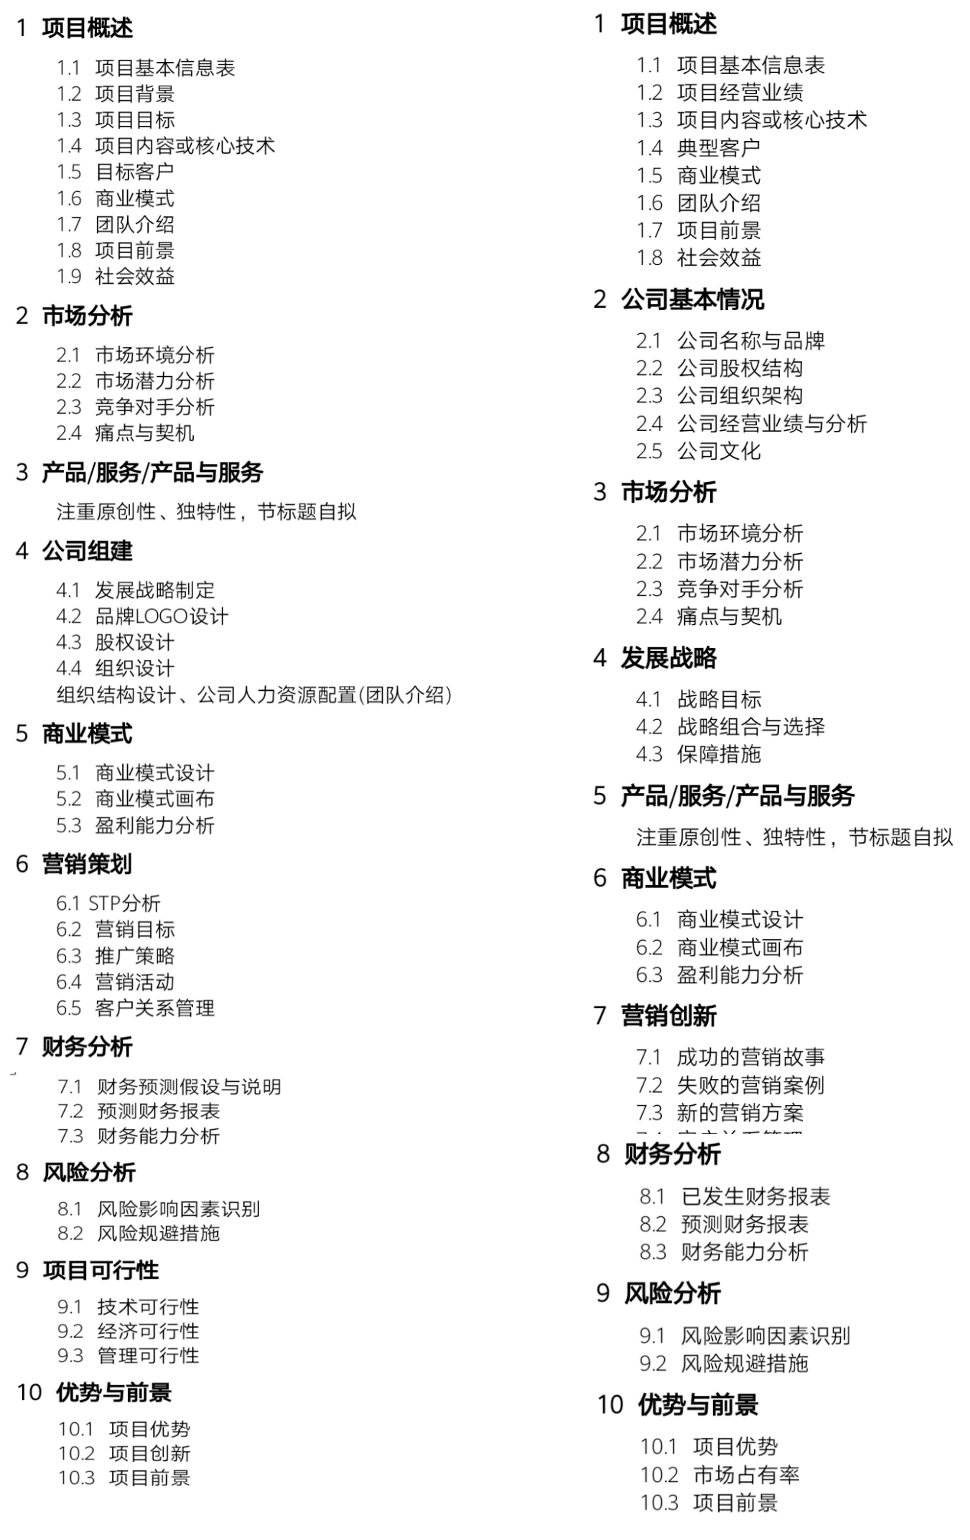 1 项目概述
1.1 项目基本信息表
1.2 项目背景
1.3 项目目标
1.4 项目内容或核心技术
1.5 目标客户
1.6 商业模式
1.7 团队介绍
1.8 项目前景
1.9 社会效益
2 市场分析
2.1 市场环境分析
2.2 市场潜力分析
2.3 竞争对手分析
2.4 痛点与契机
3 产品/服务/产品与服务
注重原创性、独特性，节标题自拟
4 公司组建
4.1 发展战略制定
4.2 品牌LOGO设计
4.3 股权设计
4.4 组织设计
组织结构设计、公司人力资源配置(团队介绍)
5 商业模式
5.1 商业模式设计
5.2 商业模式画布
5.3 盈利能力分析
6 营销策划
6.1 STP分析
6.2 营销目标
6.3 推广策略
6.4 营销活动
6.5 客户关系管理
7 财务分析
7.1 财务预测假设与说明
7.2 预测财务报表
7.3 财务能力分析
8 风险分析
8.1 风险影响因素识别
8.2 风险规避措施
9 项目可行性
9.1 技术可行性
9.2 经济可行性
9.3 管理可行性
10 优势与前景
10.1 项目优势
10.2 项目创新
10.3 项目前景
1 项目概述
1.1 项目基本信息表
1.2 项目经营业绩
1.3 项目内容或核心技术
1.4 典型客户
1.5 商业模式
1.6 团队介绍
1.7 项目前景
1.8 社会效益
2 公司基本情况
2.1 公司名称与品牌
2.2 公司股权结构
2.3 公司组织架构
2.4 公司经营业绩与分析
2.5 公司文化
3 市场分析
2.1 市场环境分析
2.2 市场潜力分析
2.3 竞争对手分析
2.4 痛点与契机
4 发展战略
4.1 战略目标
4.2 战略组合与选择
4.3 保障措施
5 产品/服务/产品与服务
注重原创性、独特性，节标题自拟
6 商业模式
6.1 商业模式设计
6.2 商业模式画布
6.3 盈利能力分析
7 营销创新
7.1 成功的营销故事
7.2 失败的营销案例
7.3 新的营销方案
8 财务分析
8.1 已发生财务报表
8.2 预测财务报表
8.3 财务能力分析
9 风险分析
9.1 风险影响因素识别
9.2 风险规避措施
10 优势与前景
10.1 项目优势
10.2 市场占有率
10.3 项目前景